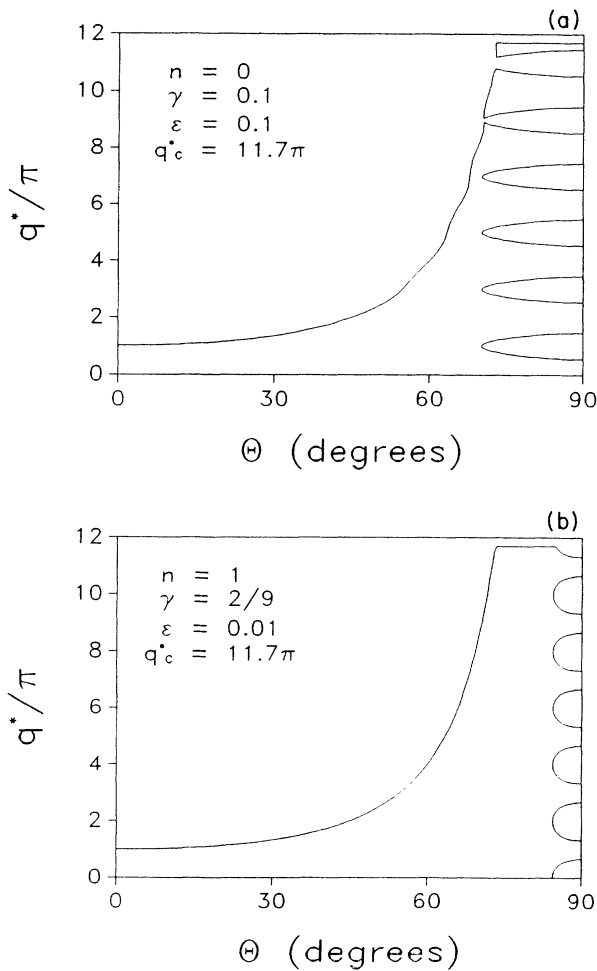 (a)
12
10
8
6
4
2
0
q*/π
n = 0
γ = 0.1
ε = 0.1
q*c = 11.7π
0 30 60 90
Θ (degrees)
(b)
12
10
8
6
4
2
0
q*/π
n = 1
γ = 2/9
ε = 0.01
q*c = 11.7π
0 30 60 90
Θ (degrees)